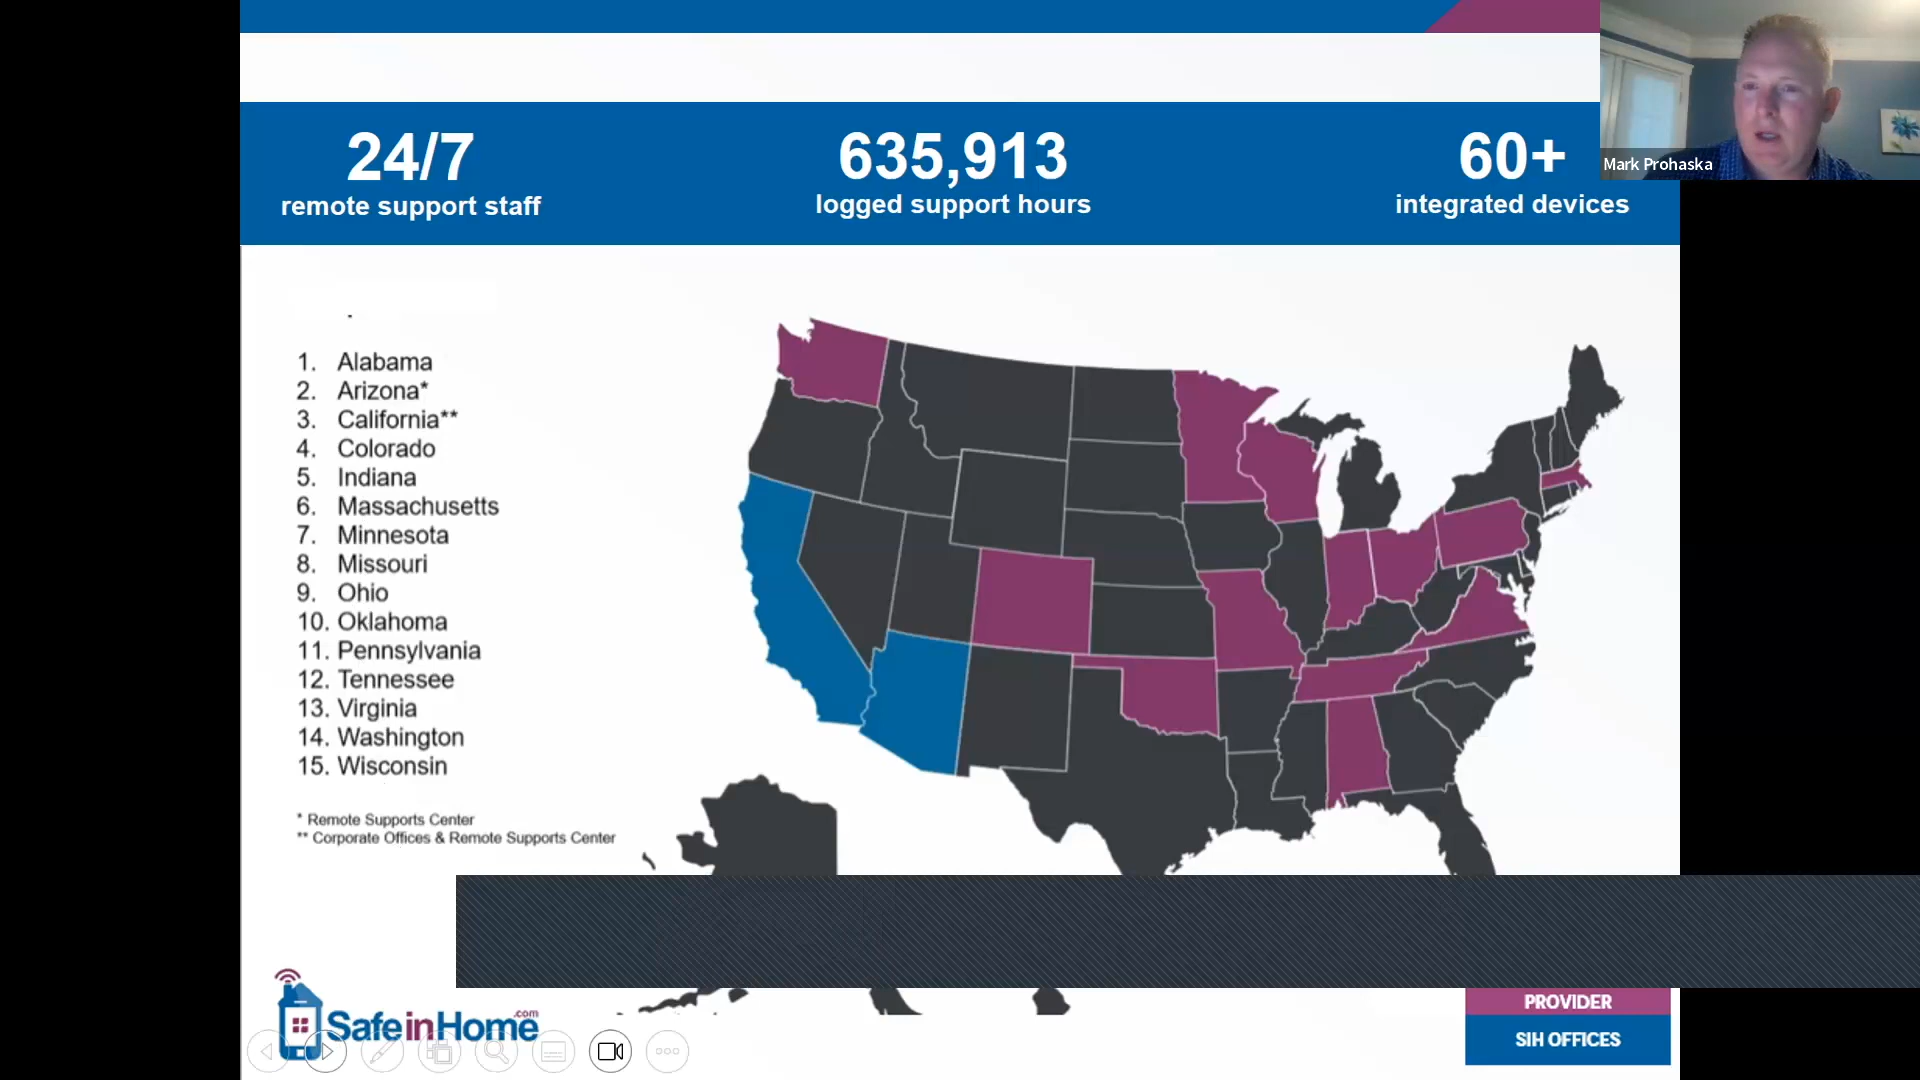 24/7
remote support staff
635,913
logged support hours
60+
integrated devices
Mark Prohaska
1. Alabama
2. Arizona*
3. California**
4. Colorado
5. Indiana
6. Massachusetts
7. Minnesota
8. Missouri
9. Ohio
10. Oklahoma
11. Pennsylvania
12. Tennessee
13. Virginia
14. Washington
15. Wisconsin
* Remote Supports Center
** Corporate Offices & Remote Supports Center
SafeinHome.com
PROVIDER
SIH OFFICES